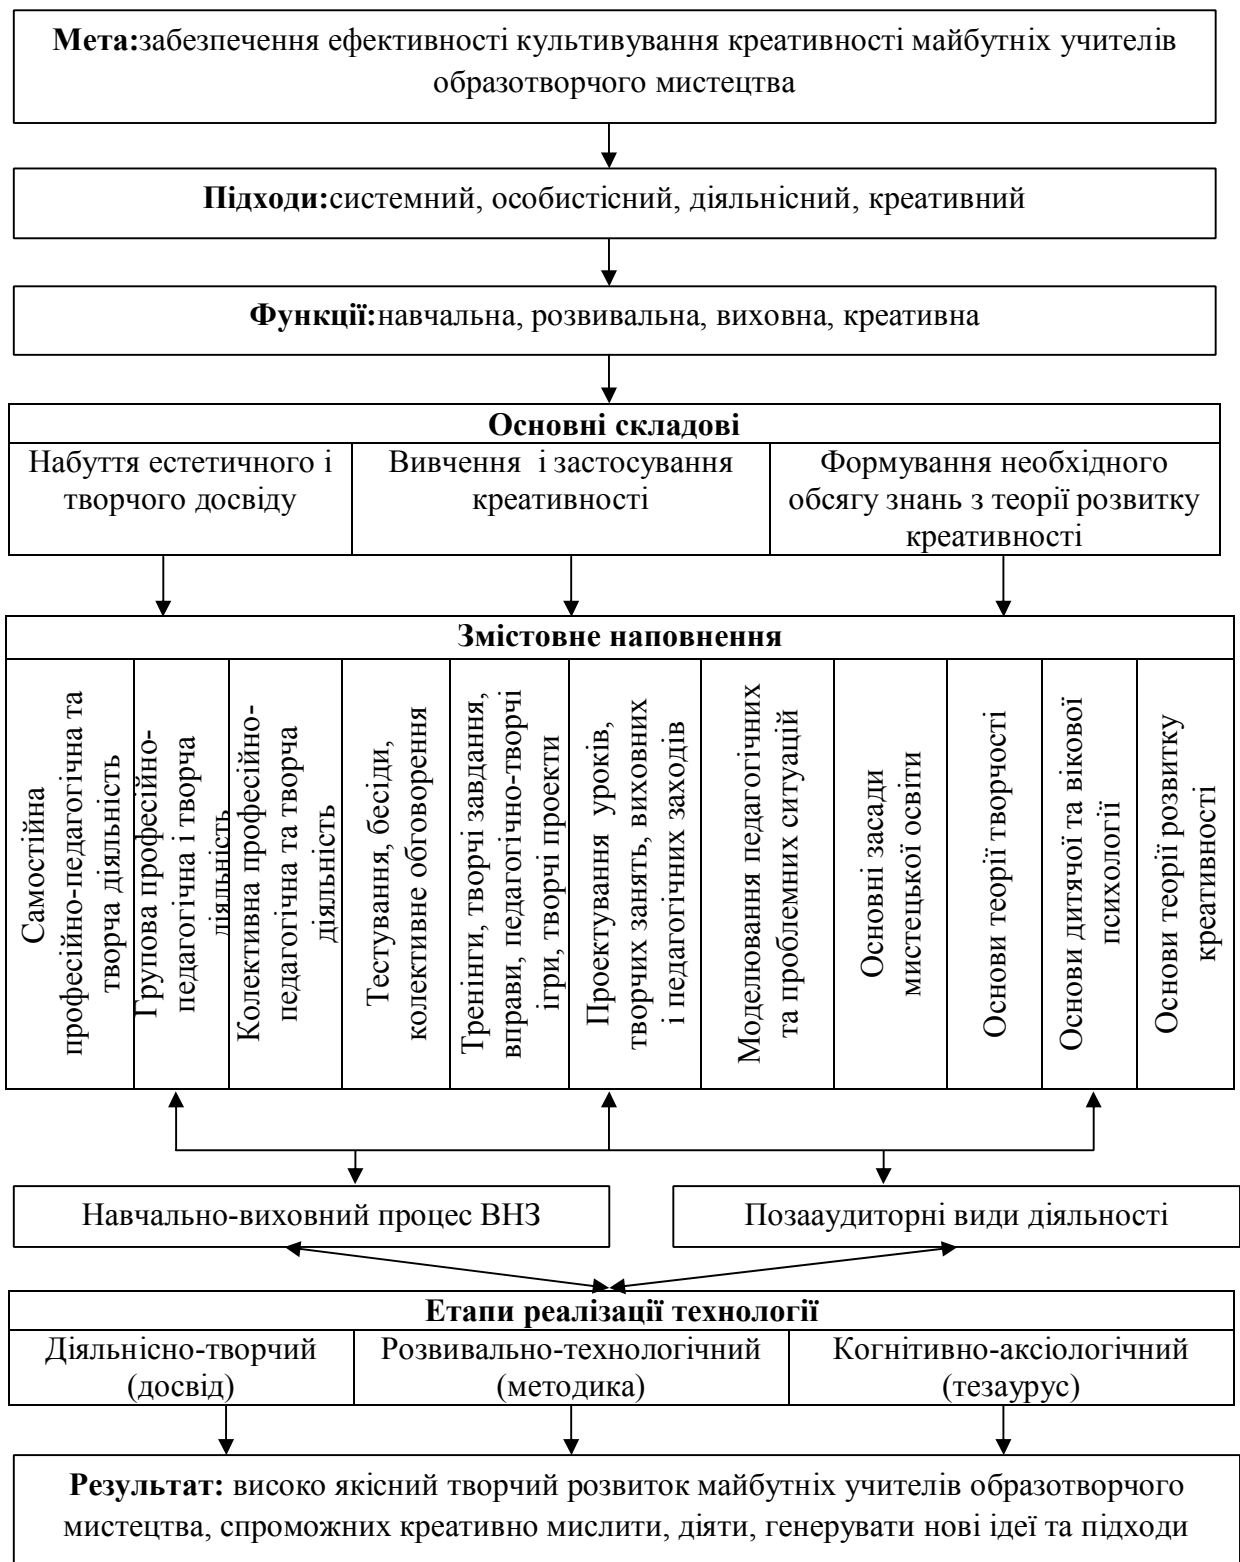 Мета:забезпечення ефективності культивування креативності майбутніх учителів
образотворчого мистецтва
Підходи:системний, особистісний, діяльнісний, креативний
Функції:навчальна, розвивальна, виховна, креативна
Основні складові
Набуття естетичного і
творчого досвіду
Вивчення і застосування
креативності
Формування необхідного
обсягу знань з теорії розвитку
креативності
Змістовне наповнення
Самостійна
професійно-педагогічна та
творча діяльність
Групова професійно-
педагогічна і творча
діяльність
Колективна професійно-
педагогічна та творча
діяльність
Тестування, бесіди,
колективне обговорення
Тренінги, творчі завдання,
вправи, педагогічно-творчі
ігри, творчі проекти
Проектування уроків,
творчих занять, виховних
і педагогічних заходів
Моделювання педагогічних
та проблемних ситуацій
Основні засади
мистецької освіти
Основи теорії творчості
Основи дитячої та вікової
психології
Основи теорії розвитку
креативності
Навчально-виховний процес ВНЗ
Позааудиторні види діяльності
Етапи реалізації технології
Діяльнісно-творчий
(досвід)
Розвивально-технологічний
(методика)
Когнітивно-аксіологічний
(тезаурус)
Результат: високо якісний творчий розвиток майбутніх учителів образотворчого
мистецтва, спроможних креативно мислити, діяти, генерувати нові ідеї та підходи